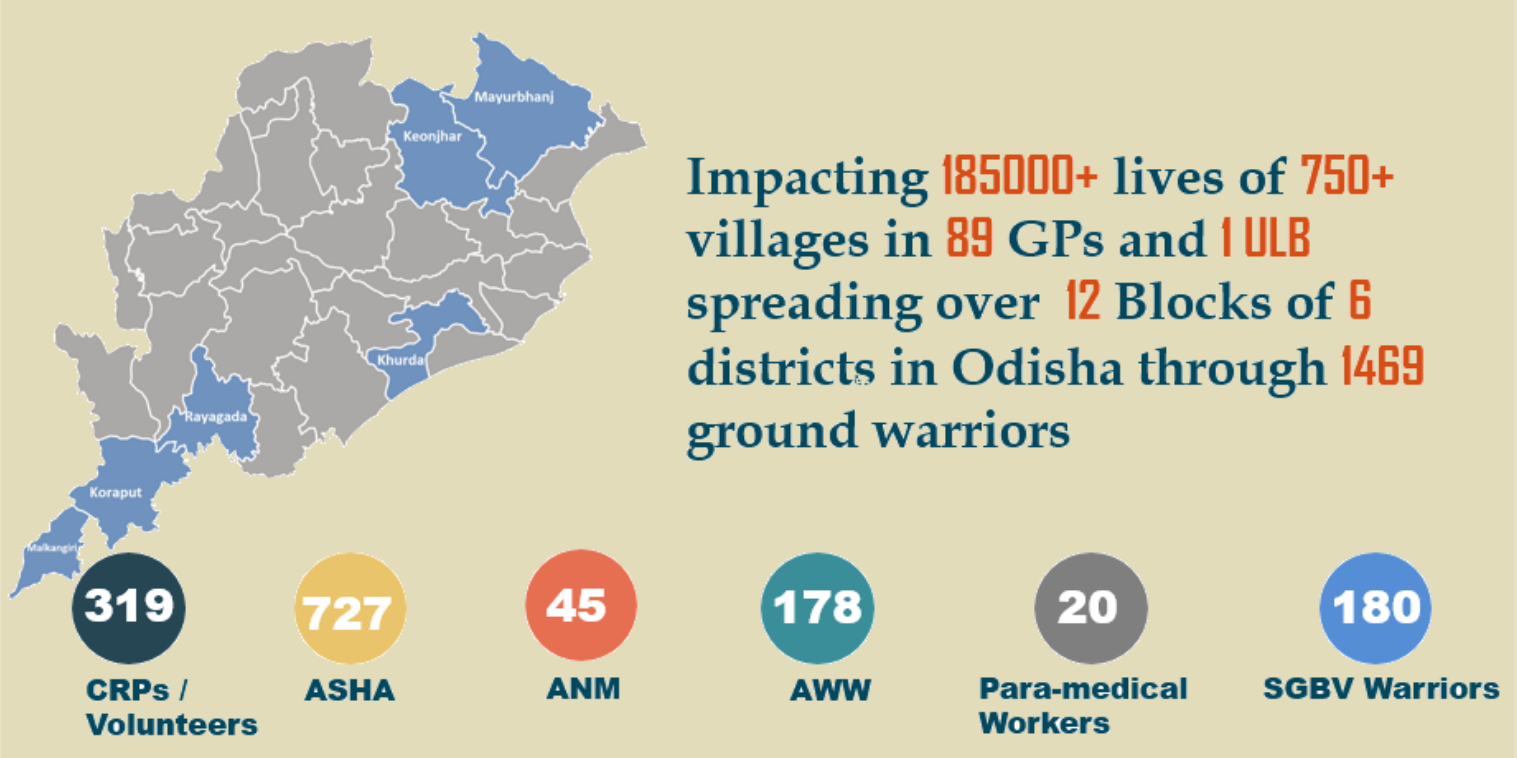 Mayurbhanj
Keonjhar
Khurda
Rayagada
Koraput
Malkangiri
Impacting 185000+ lives of 750+
villages in 89 GPs and 1 ULB
spreading over 12 Blocks of 6
districts in Odisha through 1469
ground warriors
319
CRPs /
Volunteers
727
ASHA
45
ANM
178
AWW
20
Para-medical
Workers
180
SGBV Warriors